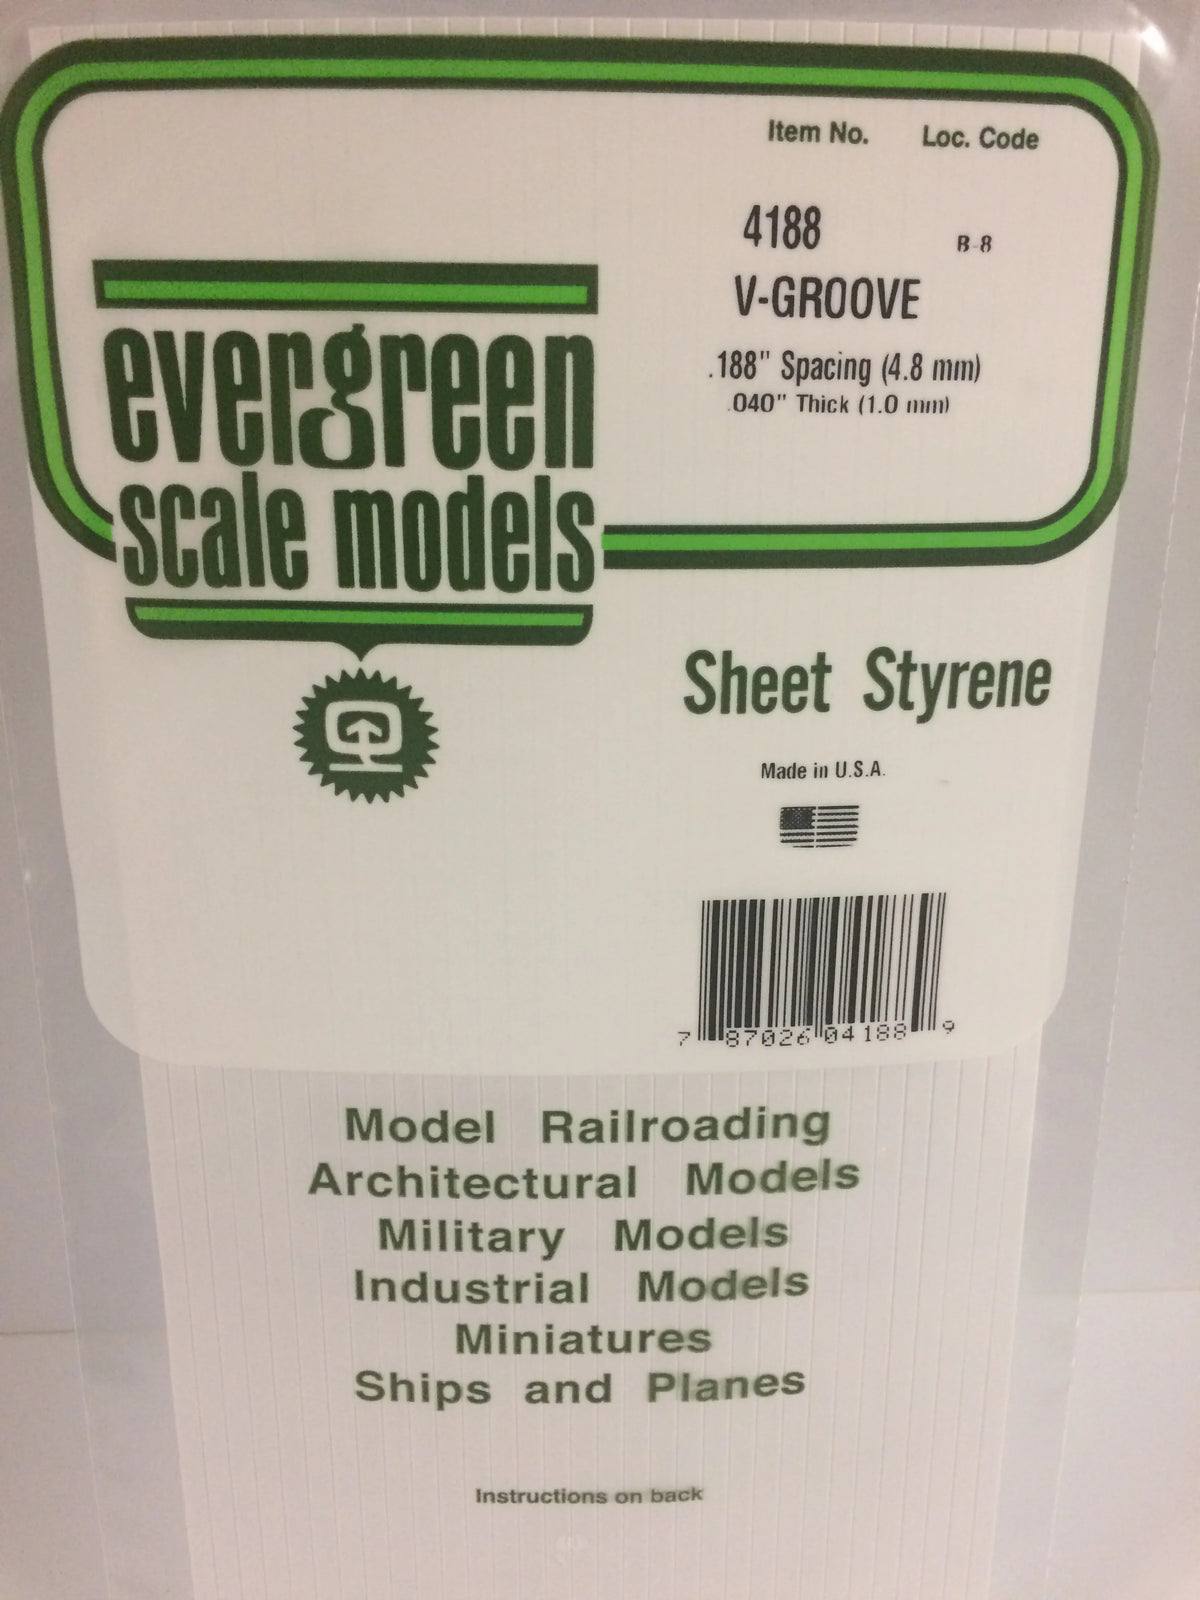 Item No. Loc. Code
4188 B-8
V-GROOVE
.188" Spacing (4.8 mm)
.040" Thick (1.0 mm)
evergreen
scale models
Sheet Styrene
Made in U.S.A.
7 87026 04188 9
Model Railroading
Architectural Models
Military Models
Industrial Models
Miniatures
Ships and Planes
Instructions on back